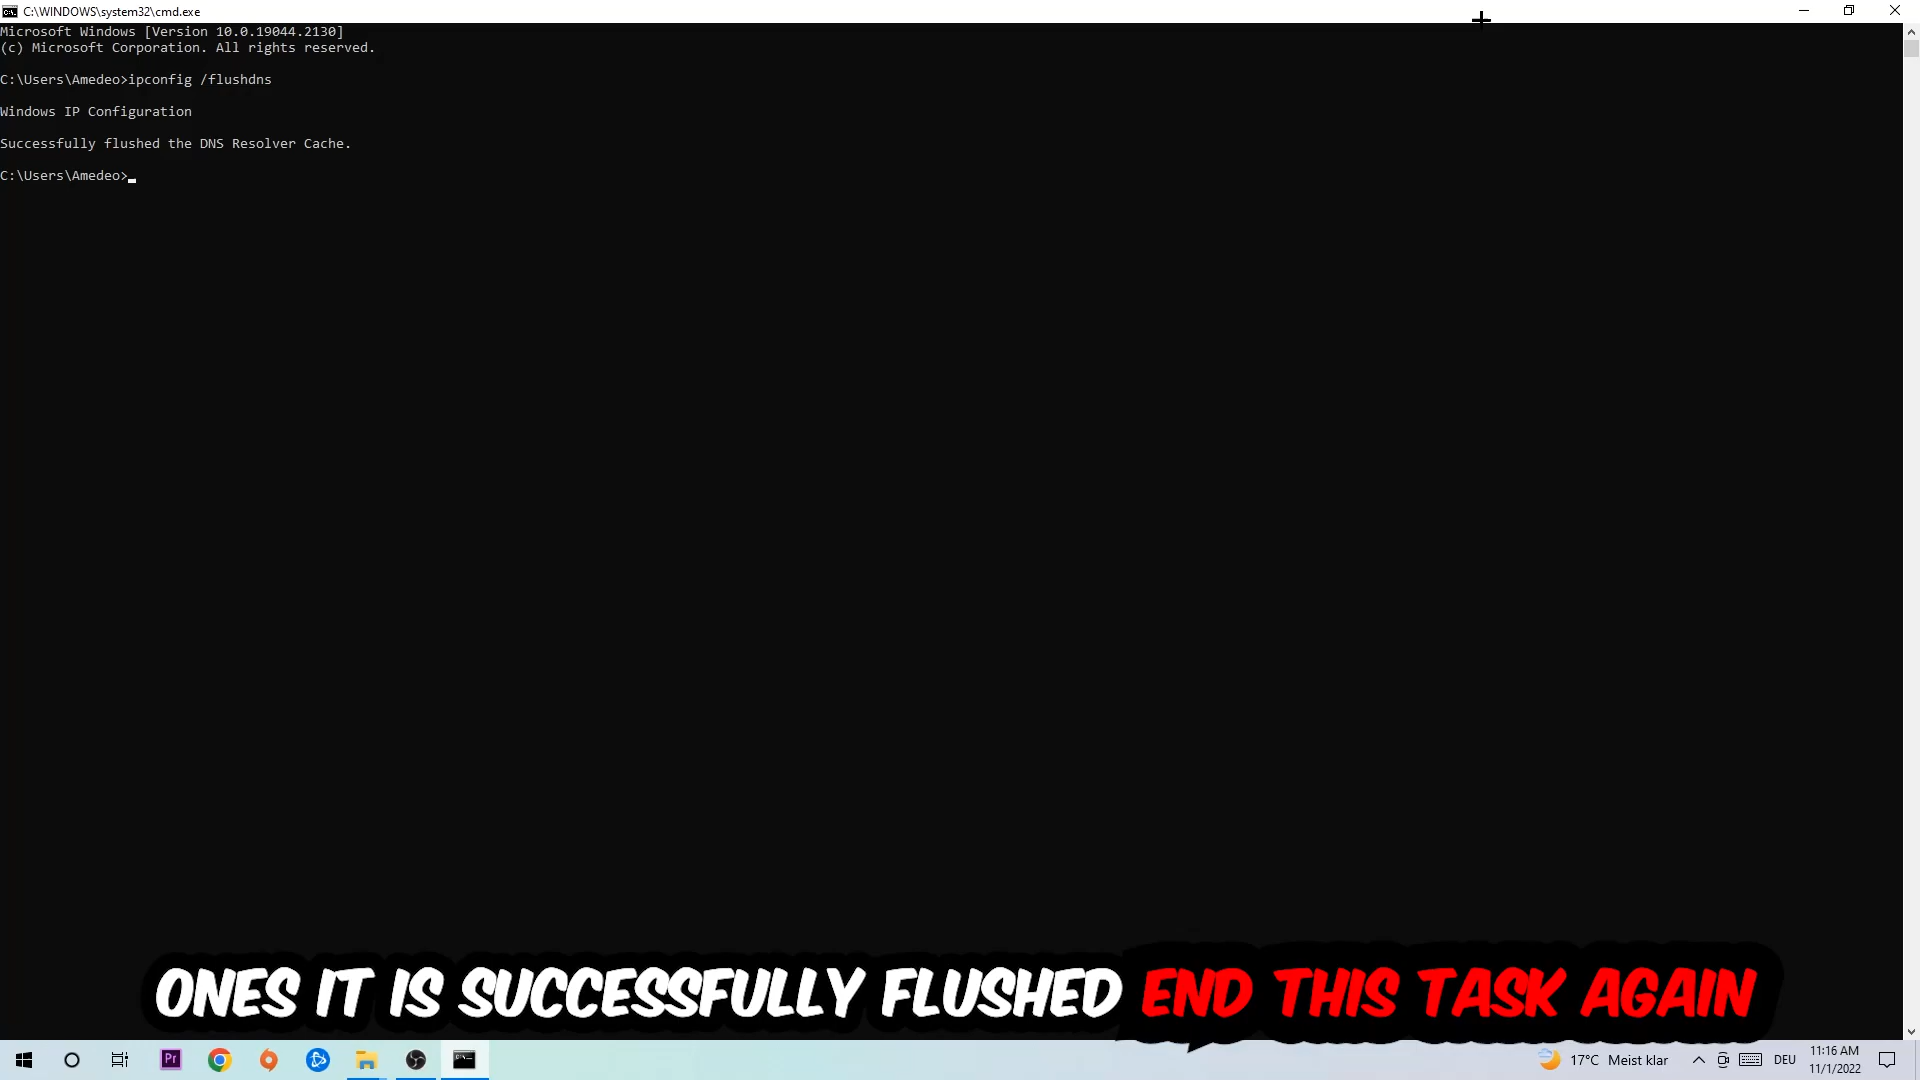 C:\WINDOWS\system32\cmd.exe
Microsoft Windows [Version 10.0.19044.2130]
(c) Microsoft Corporation. All rights reserved.
C:\Users\Amedeo>ipconfig /flushdns
Windows IP Configuration
Successfully flushed the DNS Resolver Cache.
C:\Users\Amedeo>
ONES IT IS SUCCESSFULLY FLUSHED END THIS TASK AGAIN
Pr
17°C Meist klar
DEU
11:16 AM
11/1/2022